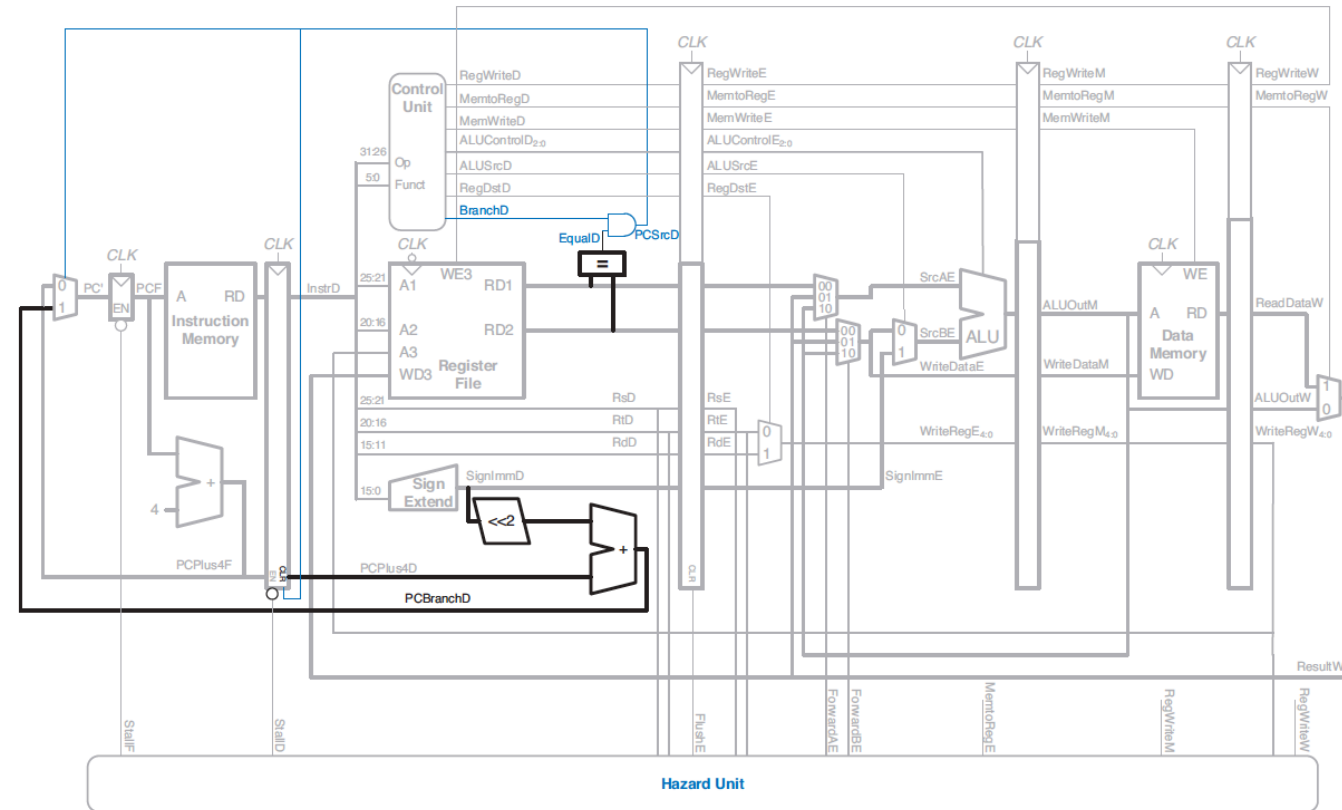 CLK CLK CLK
RegWriteD RegWriteE RegWriteM RegWriteW
Control Unit
MemtoRegD MemtoRegE MemtoRegM MemtoRegW
MemWriteD MemWriteE MemWriteM
ALUControlD2:0 ALUControlE2:0
31:26 Op
ALUSrcD ALUSrcE
5:0 Funct
RegDstD RegDstE
BranchD
EqualD PCSrcD
CLK CLK CLK CLK
=
WE3 WE
0 PC' PCF A RD InstrD 25:21 A1 RD1 00 SrcAE
1 EN 01
10
Instruction Memory
ALUOutM A RD ReadDataW
20:16 A2 RD2 00 0 SrcBE ALU
01
10 1
Data Memory
A3
WD3 Register File
WriteDataE WriteDataM WD
1
ALUOutW
0
25:21 RsD RsE
20:16 RtD RtE 0
15:11 RdD RdE 1
WriteRegE4:0 WriteRegM4:0 WriteRegW4:0
15:0 Sign Extend SignImmD SignImmE
+
4
<<2
+
PCPlus4F EN CLR PCPlus4D CLR
PCBranchD
ResultW
StallF StallD FlushE ForwardAE ForwardBE MemtoRegE RegWriteM RegWriteW
Hazard Unit